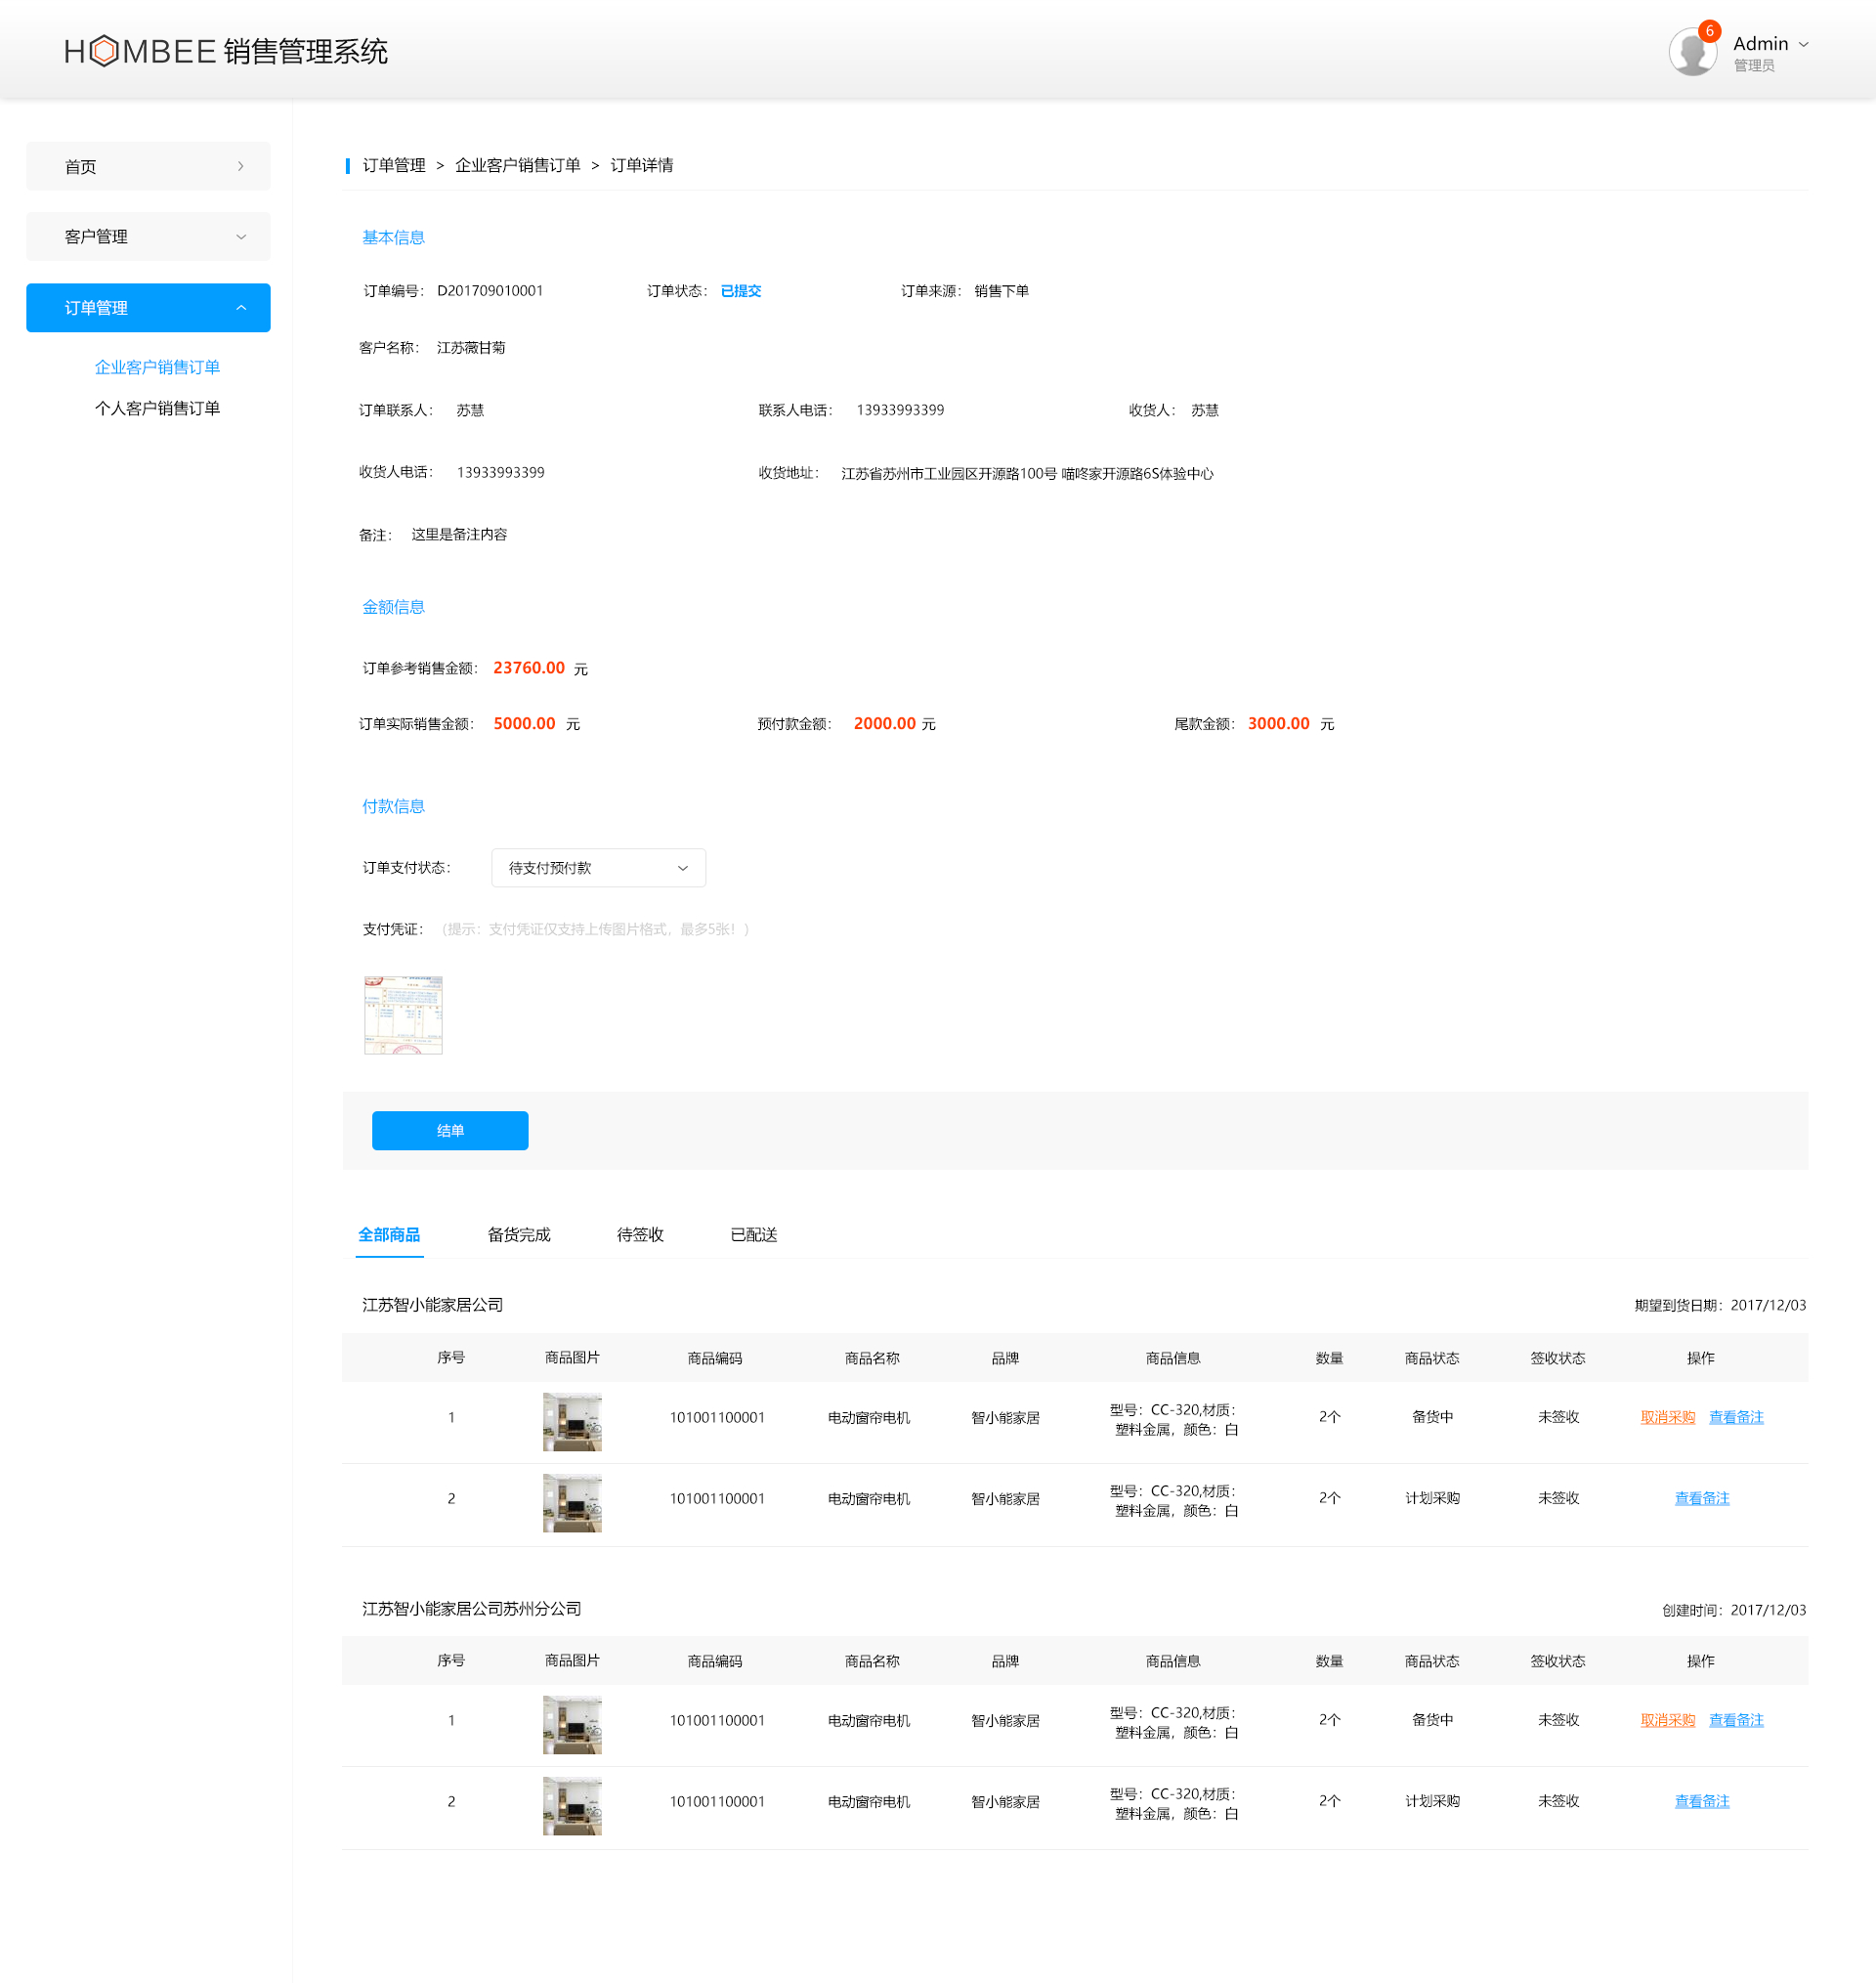 HOMBEE 销售管理系统
6
Admin
管理员
首页
客户管理
订单管理
企业客户销售订单
个人客户销售订单
订单管理 > 企业客户销售订单 > 订单详情
基本信息
订单编号： D201709010001 订单状态： 已提交 订单来源： 销售下单
客户名称： 江苏薇甘菊
订单联系人： 苏慧 联系人电话： 13933993399 收货人： 苏慧
收货人电话： 13933993399 收货地址： 江苏省苏州市工业园区开源路100号 喵咚家开源路6S体验中心
备注： 这里是备注内容
金额信息
订单参考销售金额： 23760.00 元
订单实际销售金额： 5000.00 元 预付款金额： 2000.00 元 尾款金额： 3000.00 元
付款信息
订单支付状态： 待支付预付款
支付凭证： （提示：支付凭证仅支持上传图片格式，最多5张！）
结单
全部商品 备货完成 待签收 已配送
江苏智小能家居公司 期望到货日期：2017/12/03
序号 商品图片 商品编码 商品名称 品牌 商品信息 数量 商品状态 签收状态 操作
1 101001100001 电动窗帘电机 智小能家居 型号：CC-320,材质： 2个 备货中 未签收 取消采购 查看备注
塑料金属，颜色：白
2 101001100001 电动窗帘电机 智小能家居 型号：CC-320,材质： 2个 计划采购 未签收 查看备注
塑料金属，颜色：白
江苏智小能家居公司苏州分公司 创建时间：2017/12/03
序号 商品图片 商品编码 商品名称 品牌 商品信息 数量 商品状态 签收状态 操作
1 101001100001 电动窗帘电机 智小能家居 型号：CC-320,材质： 2个 备货中 未签收 取消采购 查看备注
塑料金属，颜色：白
2 101001100001 电动窗帘电机 智小能家居 型号：CC-320,材质： 2个 计划采购 未签收 查看备注
塑料金属，颜色：白